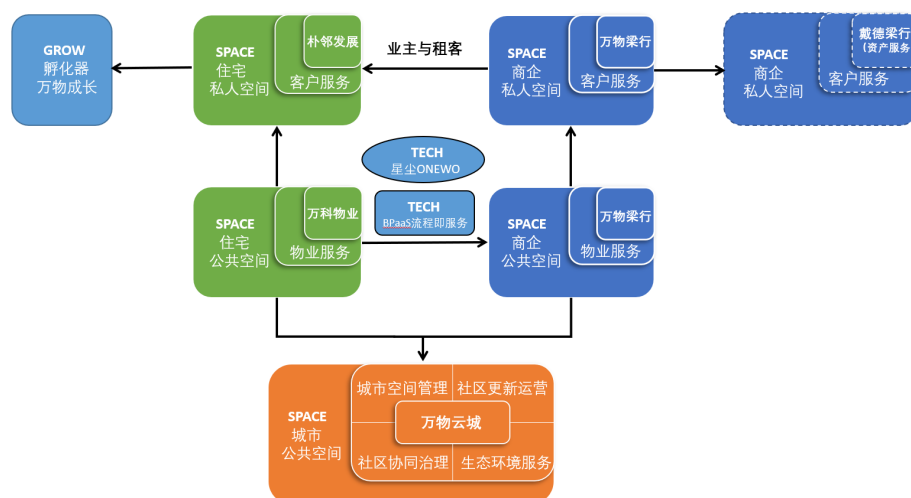 GROW
孵化器
万物成长
SPACE
住宅
私人空间
朴邻发展
客户服务
业主与租客
SPACE
商企
私人空间
万物梁行
客户服务
SPACE
商企
私人空间
戴德梁行
(资产服务)
客户服务
TECH
星尘ONEWO
TECH
BPaaS流程即服务
SPACE
住宅
公共空间
万科物业
物业服务
SPACE
商企
公共空间
万物梁行
物业服务
SPACE
城市
公共空间
城市空间管理
社区更新运营
万物云城
社区协同治理
生态环境服务